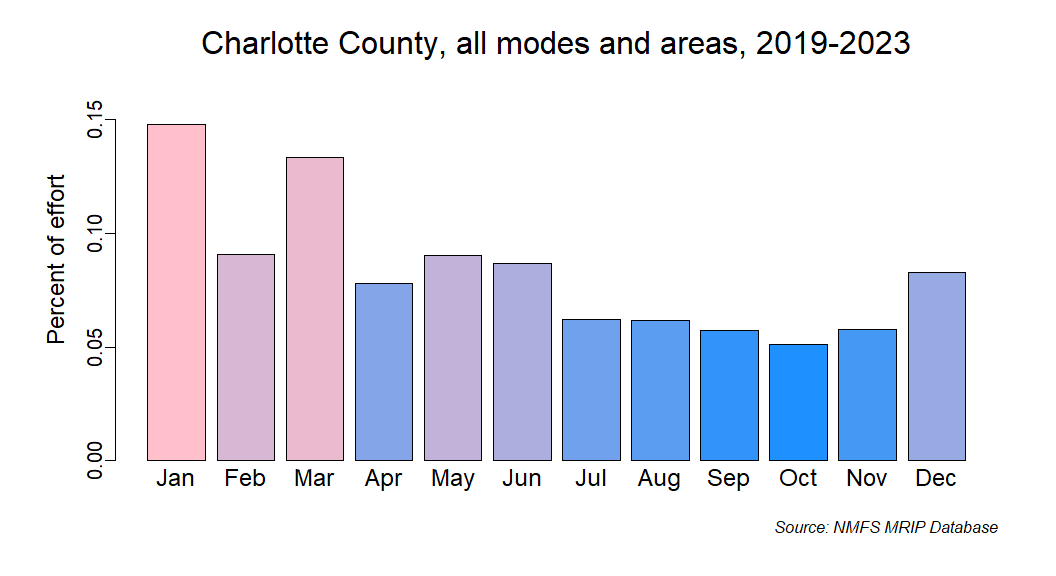 Charlotte County, all modes and areas, 2019-2023
Percent of effort
0.15
0.10
0.05
0.00
Jan Feb Mar Apr May Jun Jul Aug Sep Oct Nov Dec
Source: NMFS MRIP Database